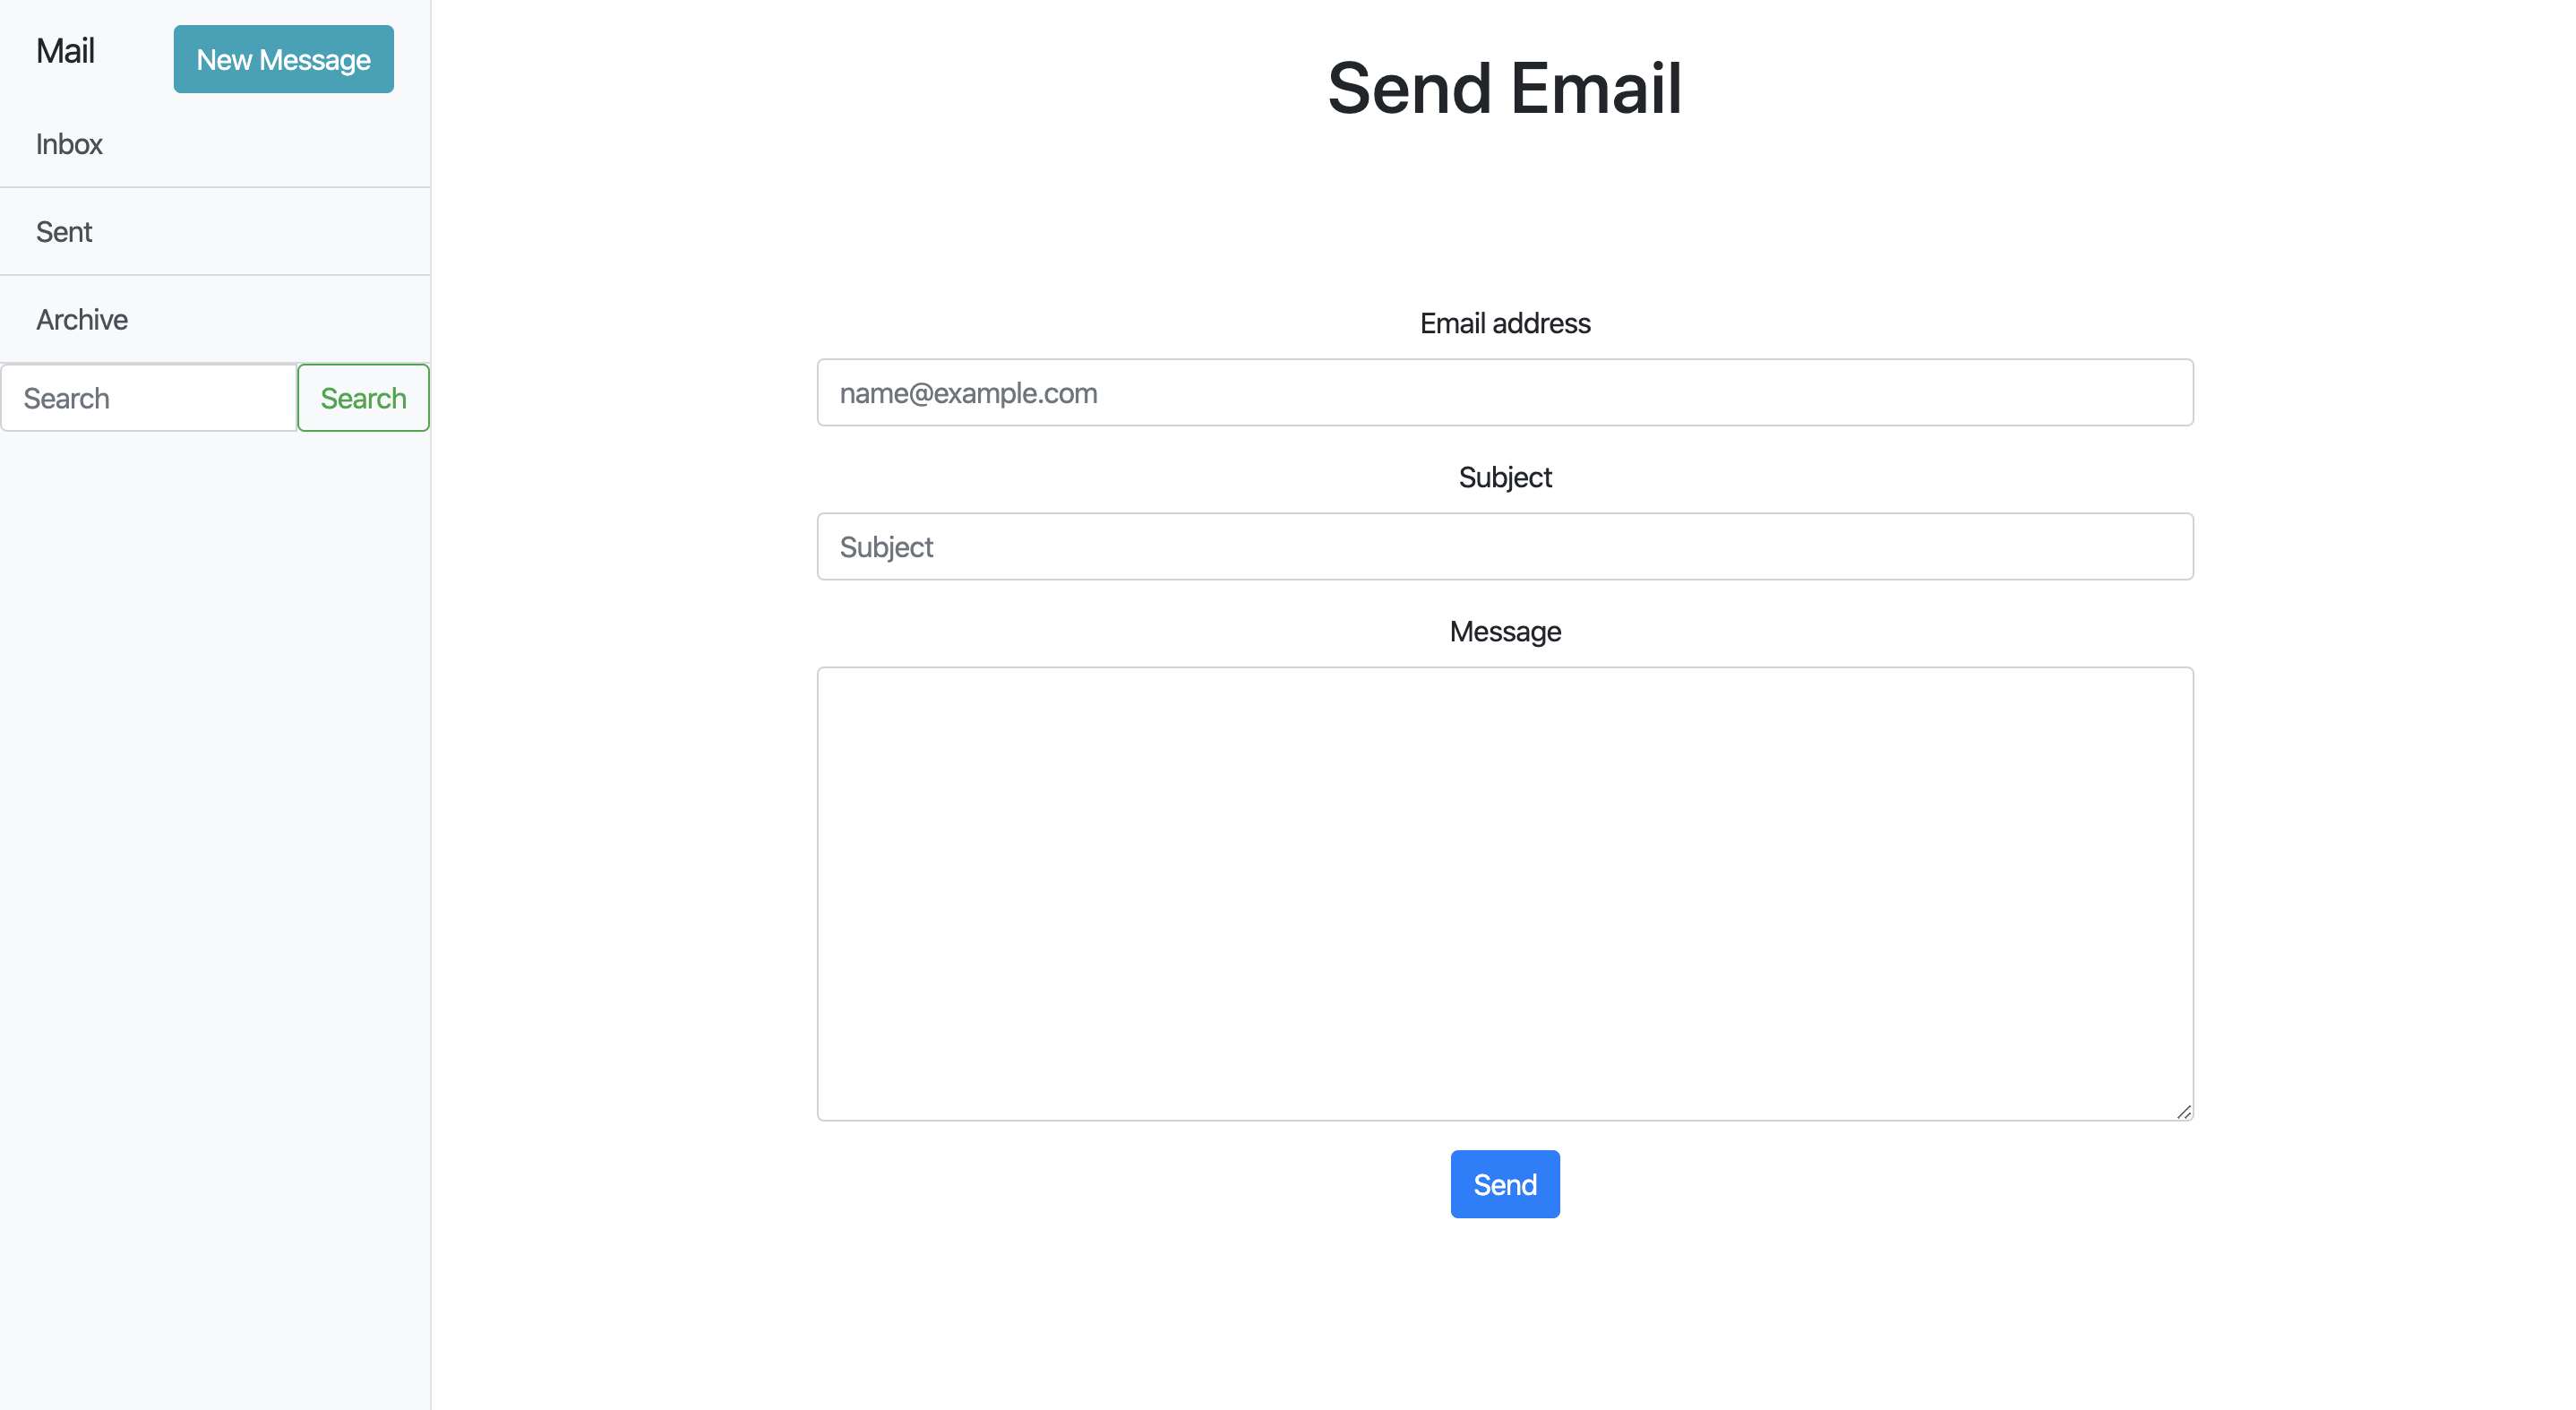 Mail
New Message
Inbox
Sent
Archive
Search
Search
Send Email
Email address
name@example.com
Subject
Subject
Message
Send